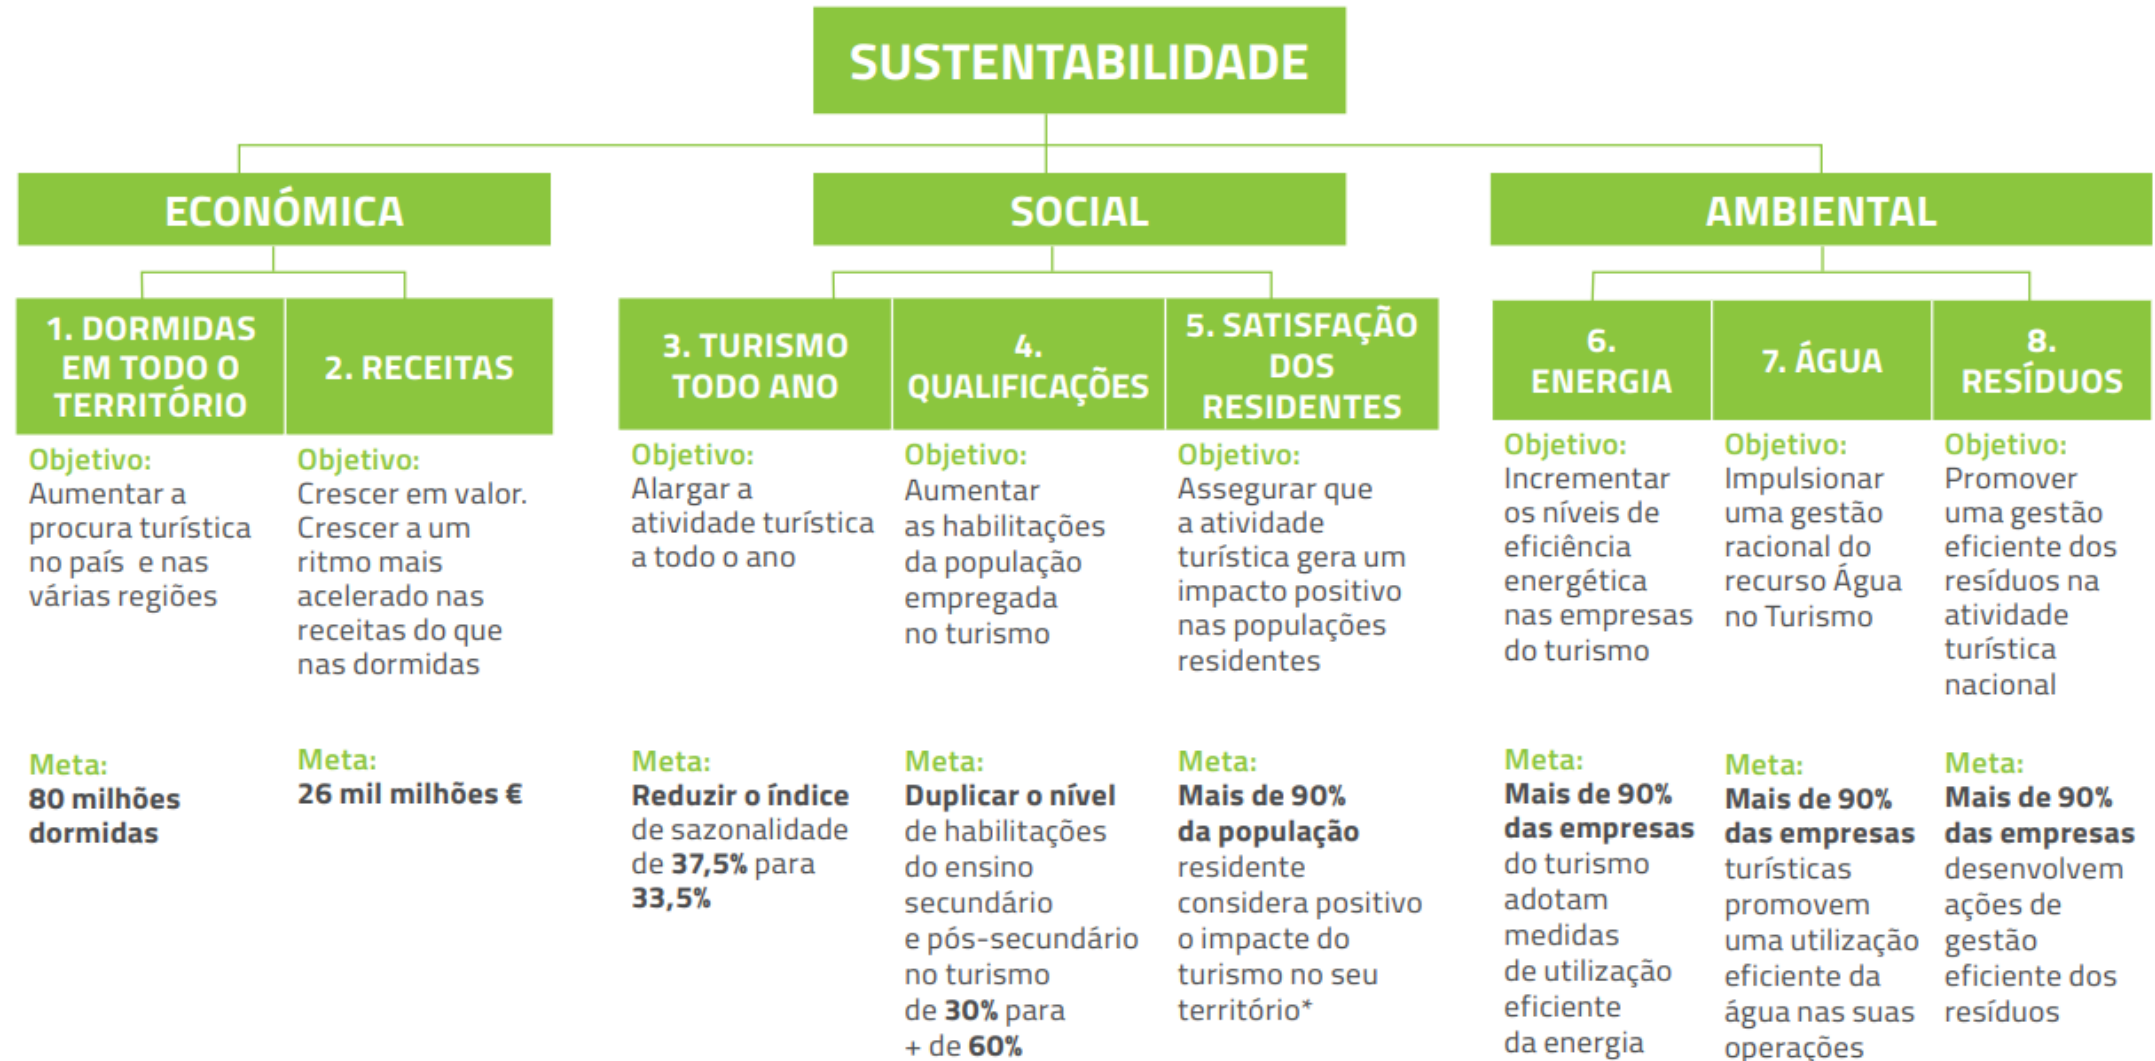 SUSTENTABILIDADE
ECONÓMICA
SOCIAL
AMBIENTAL
1. DORMIDAS
EM TODO O
TERRITÓRIO
2. RECEITAS
3. TURISMO
TODO ANO
4.
QUALIFICAÇÕES
5. SATISFAÇÃO
DOS
RESIDENTES
6.
ENERGIA
7. ÁGUA
8.
RESÍDUOS
Objetivo:
Aumentar a
procura turística
no país e nas
várias regiões
Meta:
80 milhões
dormidas
Objetivo:
Crescer em valor.
Crescer a um
ritmo mais
acelerado nas
receitas do que
nas dormidas
Meta:
26 mil milhões €
Objetivo:
Alargar a
atividade turística
a todo o ano
Meta:
Reduzir o índice
de sazonalidade
de 37,5% para
33,5%
Objetivo:
Aumentar
as habilitações
da população
empregada
no turismo
Meta:
Duplicar o nível
de habilitações
do ensino
secundário
e pós-secundário
no turismo
de 30% para
+ de 60%
Objetivo:
Assegurar que
a atividade
turística gera um
impacto positivo
nas populações
residentes
Meta:
Mais de 90%
da população
residente
considera positivo
o impacte do
turismo no seu
território*
Objetivo:
Incrementar
os níveis de
eficiência
energética
nas empresas
do turismo
Meta:
Mais de 90%
das empresas
do turismo
adotam
medidas
de utilização
eficiente
da energia
Objetivo:
Impulsionar
uma gestão
racional do
recurso Água
no Turismo
Meta:
Mais de 90%
das empresas
turísticas
promovem
uma utilização
eficiente da
água nas suas
operações
Objetivo:
Promover
uma gestão
eficiente dos
resíduos na
atividade
turística
nacional
Meta:
Mais de 90%
das empresas
desenvolvem
ações de
gestão
eficiente dos
resíduos